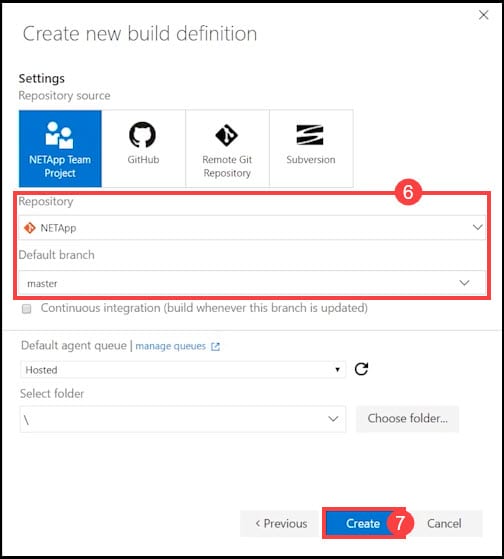 Create new build definition
Settings
Repository source
NETApp Team
Project
GitHub
Remote Git
Repository
Subversion
6
Repository
NETApp
Default branch
master
Continuous integration (build whenever this branch is updated)
Default agent queue | manage queues
Hosted
Select folder
\
Choose folder...
< Previous
Create
7
Cancel